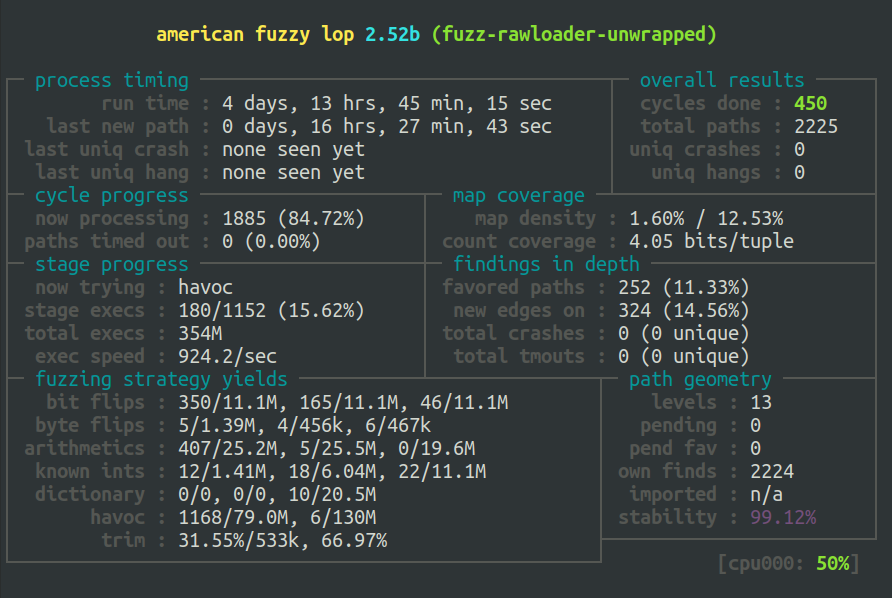 american fuzzy lop 2.52b (fuzz-rawloader-unwrapped)
process timing overall results
run time : 4 days, 13 hrs, 45 min, 15 sec cycles done : 450
last new path : 0 days, 16 hrs, 27 min, 43 sec total paths : 2225
last uniq crash : none seen yet uniq crashes : 0
last uniq hang : none seen yet uniq hangs : 0
cycle progress map coverage
now processing : 1885 (84.72%) map density : 1.60% / 12.53%
paths timed out : 0 (0.00%) count coverage : 4.05 bits/tuple
stage progress findings in depth
now trying : havoc favored paths : 252 (11.33%)
stage execs : 180/1152 (15.62%) new edges on : 324 (14.56%)
total execs : 354M total crashes : 0 (0 unique)
exec speed : 924.2/sec total tmouts : 0 (0 unique)
fuzzing strategy yields path geometry
bit flips : 350/11.1M, 165/11.1M, 46/11.1M levels : 13
byte flips : 5/1.39M, 4/456k, 6/467k pending : 0
arithmetics : 407/25.2M, 5/25.5M, 0/19.6M pend fav : 0
known ints : 12/1.41M, 18/6.04M, 22/11.1M own finds : 2224
dictionary : 0/0, 0/0, 10/20.5M imported : n/a
havoc : 1168/79.0M, 6/130M stability : 99.12%
trim : 31.55%/533k, 66.97%
[cpu000: 50%]